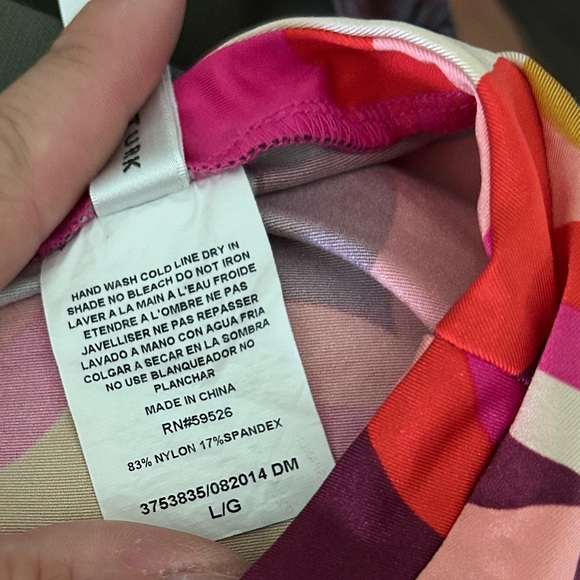 TURK
HAND WASH COLD LINE DRY IN
SHADE NO BLEACH DO NOT IRON
LAVER A LA MAIN A L'EAU FROIDE
ETENDRE A L'OMBRE NE PAS
JAVELLISER NE PAS REPASSER
LAVADO A MANO CON AGUA FRIA
COLGAR A SECAR EN LA SOMBRA
NO USE BLANQUEADOR NO
PLANCHAR
MADE IN CHINA
RN#59526
83% NYLON 17%SPANDEX
3753835/082014 DM
L/G